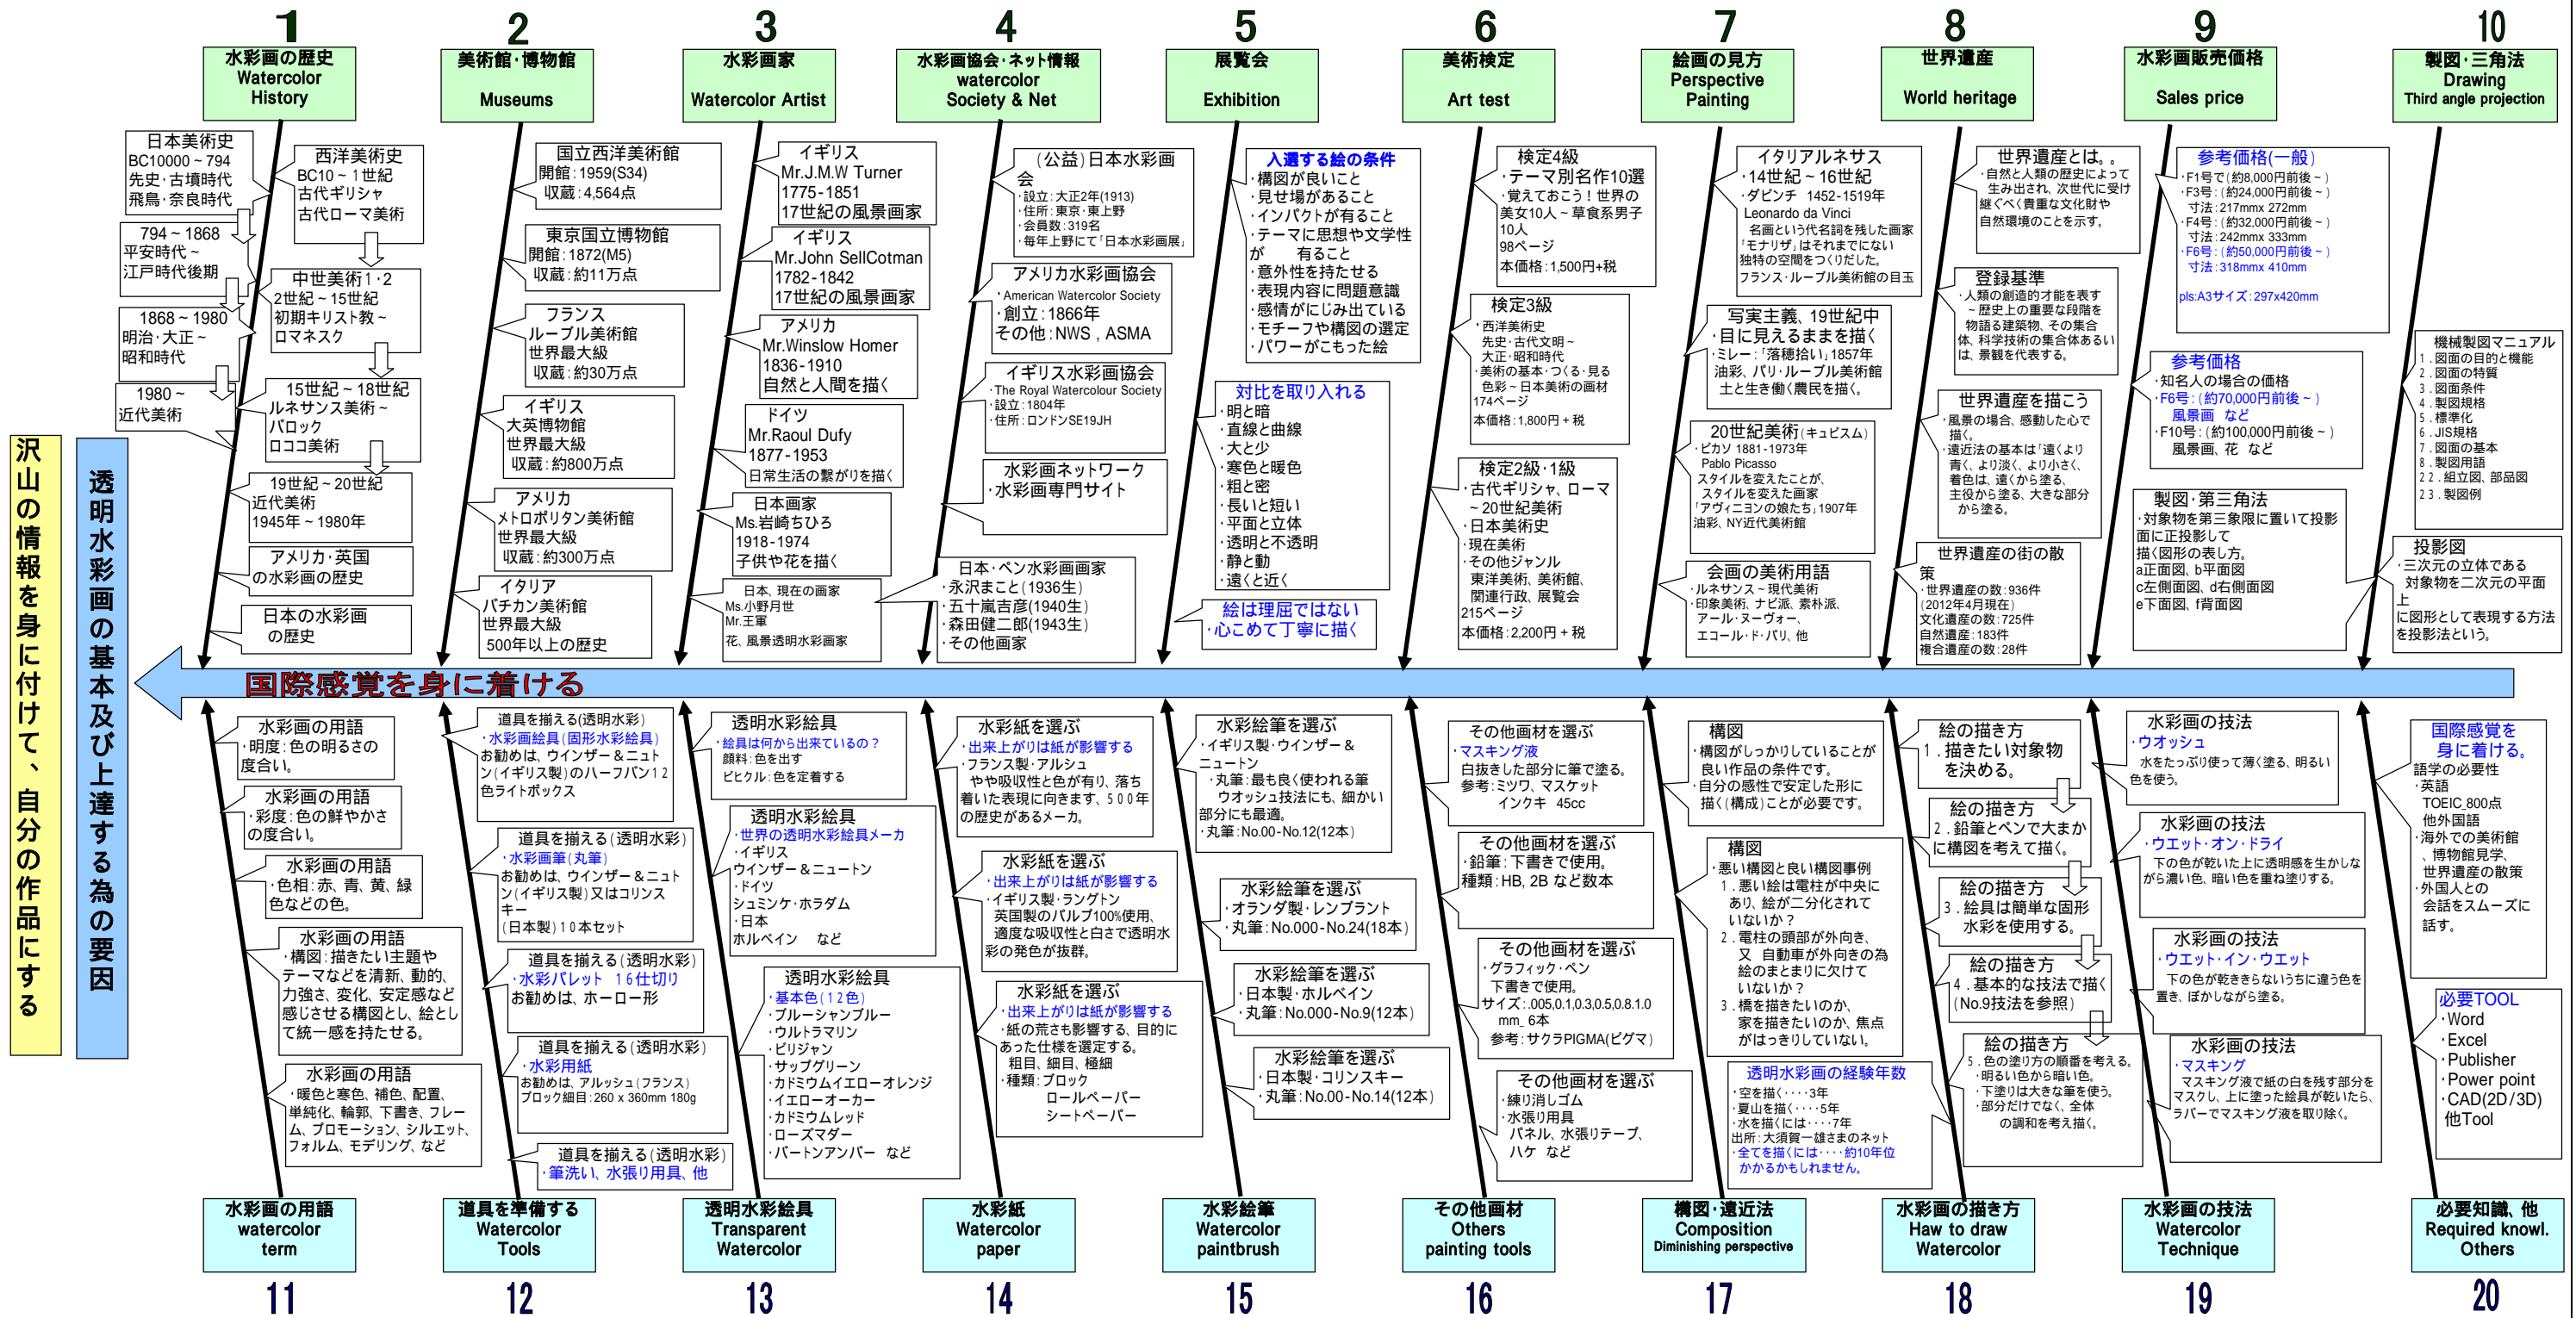 1
水彩画の歴史
Watercolor
History
2
美術館・博物館
Museums
3
水彩画家
Watercolor Artist
4
水彩画協会・ネット情報
watercolor
Society & Net
5
展覧会
Exhibition
6
美術検定
Art test
7
絵画の見方
Perspective
Painting
8
世界遺産
World heritage
9
水彩画販売価格
Sales price
10
製図・三角法
Drawing
Third angle projection
日本美術史
BC10000～794
先史・古墳時代
飛鳥・奈良時代
794～1868
平安時代～
江戸時代後期
1868～1980
明治・大正～
昭和時代
1980～
近代美術
西洋美術史
BC10～1世紀
古代ギリシャ
古代ローマ美術
中世美術1・2
2世紀～15世紀
初期キリスト教～
ロマネスク
15世紀～18世紀
ルネサンス美術～
バロック
ロココ美術
19世紀～20世紀
近代美術
1945年～1980年
アメリカ・英国
の水彩画の歴史
日本の水彩画
の歴史
国立西洋美術館
開館：1959(S34)
収蔵：4,564点
東京国立博物館
開館：1872(M5)
収蔵：約11万点
フランス
ルーブル美術館
世界最大級
収蔵：約30万点
イギリス
大英博物館
世界最大級
収蔵：約800万点
アメリカ
メトロポリタン美術館
世界最大級
収蔵：約300万点
イタリア
バチカン美術館
世界最大級
500年以上の歴史
イギリス
Mr.J.M.W Turner
1775-1851
17世紀の風景画家
イギリス
Mr.John SellCotman
1782-1842
17世紀の風景画家
アメリカ
Mr.Winslow Homer
1836-1910
自然と人間を描く
ドイツ
Mr.Raoul Dufy
1877-1953
日常生活の繋がりを描く
日本画家
Ms.岩崎ちひろ
1918-1974
子供や花を描く
日本、現在の画家
Ms.小野月世
Mr.王軍
花、風景透明水彩画家
(公益)日本水彩画
会
・設立：大正2年(1913)
・住所：東京・東上野
・会員数：319名
・毎年上野にて「日本水彩画展」
アメリカ水彩画協会
・American Watercolor Society
・創立：1866年
その他：NWS , ASMA
イギリス水彩画協会
・The Royal Watercolour Society
・設立：1804年
・住所：ロンドンSE19JH
水彩画ネットワーク
・水彩画専門サイト
日本・ペン水彩画画家
・永沢まこと(1936生)
・五十嵐吉彦(1940生)
・森田健二郎(1943生)
・その他画家
入選する絵の条件
・構図が良いこと
・見せ場があること
・インパクトが有ること
・テーマに思想や文学性
が　有ること
・意外性を持たせる
・表現内容に問題意識
・感情がにじみ出ている
・モチーフや構図の選定
・パワーがこもった絵
対比を取り入れる
・明と暗
・直線と曲線
・大と少
・寒色と暖色
・粗と密
・長いと短い
・平面と立体
・透明と不透明
・静と動
・遠くと近く
絵は理屈ではない
・心こめて丁寧に描く
検定4級
・テーマ別名作10選
・覚えておこう！世界の
美女10人～草食系男子
10人
98ページ
本価格：1,500円+税
検定3級
・西洋美術史
先史・古代文明～
大正・昭和時代
・美術の基本・つくる・見る
色彩～日本美術の画材
174ページ
本価格：1,800円＋税
検定2級・1級
・古代ギリシャ、ローマ
～20世紀美術
・日本美術史
・現在美術
・その他ジャンル
東洋美術、美術館、
関連行政、展覧会
215ページ
本価格：2,200円＋税
イタリアルネサス
・14世紀～16世紀
・ダビンチ 1452-1519年
Leonardo da Vinci
名画という代名詞を残した画家
「モナリザ」はそれまでにない
独特の空間をつくりだした。
フランス・ルーブル美術館の目玉
写実主義、19世紀中
・目に見えるままを描く
・ミレー：「落穂拾い」1857年
油彩、パリ・ルーブル美術館
土と生き働く農民を描く。
20世紀美術(キュピスム)
・ピカソ 1881-1973年
Pablo Picasso
スタイルを変えたことが、
スタイルを変えた画家
「アヴィニヨンの娘たち」1907年
油彩、NY近代美術館
会画の美術用語
・ルネサンス～現代美術
・印象美術、ナビ派、素朴派、
アール・ヌーヴォー、
エコール・ド・パリ、他
世界遺産とは。。
・自然と人類の歴史によって
生み出され、次世代に受け
継ぐべく貴重な文化財や
自然環境のことを示す。
登録基準
・人類の創造的才能を表す
～歴史上の重要な段階を
物語る建築物、その集合
体、科学技術の集合体あるい
は、景観を代表する。
世界遺産を描こう
・風景の場合、感動した心で
描く。
・遠近法の基本は「遠くより
青く、より淡く、より小さく、
着色は、遠くから塗る、
主役から塗る、大きな部分
から塗る。
世界遺産の街の散
策
・世界遺産の数：936件
(2012年4月現在)
文化遺産の数：725件
自然遺産：183件
複合遺産の数：28件
参考価格(一般)
・F1号で(約8,000円前後～)
・F3号：(約24,000円前後～)
寸法：217mmx 272mm
・F4号：(約32,000円前後～)
寸法：242mmx 333mm
・F6号：(約50,000円前後～)
寸法：318mmx 410mm
pls:A3サイズ：297x420mm
参考価格
・知名人の場合の価格
・F6号：(約70,000円前後～)
風景画 など
・F10号：(約100,000円前後～)
風景画、花 など
製図・第三角法
・対象物を第三象限に置いて投影
面に正投影して
描く図形の表し方。
a正面図、b平面図
c左側面図、d右側面図
e下面図、f背面図
機械製図マニュアル
1．図面の目的と機能
2．図面の特質
3．図面条件
4．製図規格
5．標準化
6．JIS規格
7．図面の基本
8．製図用語
22．組立図、部品図
23．製図例
投影図
・三次元の立体である
対象物を二次元の平面
上
に図形として表現する方法
を投影法という。
沢山の情報を身に付けて、自分の作品にする
透明水彩画の基本及び上達する為の要因
国際感覚を身に着ける
水彩画の用語
・明度：色の明るさの
度合い。
水彩画の用語
・彩度：色の鮮やかさ
の度合い。
水彩画の用語
・色相：赤、青、黄、緑
色などの色。
水彩画の用語
・構図：描きたい主題や
テーマなどを清新、動的、
力強さ、変化、安定感など
感じさせる構図とし、絵とし
て統一感を持たせる。
水彩画の用語
・暖色と寒色、補色、配置、
単純化、輪郭、下書き、フレー
ム、プロモーション、シルエット、
フォルム、モデリング、など
道具を揃える(透明水彩)
・水彩画絵具(固形水彩絵具)
お勧めは、ウインザー＆ニュト
ン(イギリス製)のハーフパン12
色ライトボックス
道具を揃える(透明水彩)
・水彩画筆(丸筆)
お勧めは、ウインザー＆ニュト
ン(イギリス製)又はコリンス
キー
(日本製)10本セット
道具を揃える(透明水彩)
・水彩パレット 16仕切り
お勧めは、ホーロー形
道具を揃える(透明水彩)
・水彩用紙
お勧めは、アルッシュ(フランス)
ブロック細目：260 x 360mm 180g
道具を揃える(透明水彩)
・筆洗い、水張り用具、他
透明水彩絵具
・絵具は何から出来ているの？
顔料：色を出す
ビヒクル：色を定着する
透明水彩絵具
・世界の透明水彩絵具メーカ
・イギリス
ウインザー＆ニュートン
・ドイツ
シュミンケ・ホラダム
・日本
ホルベイン など
透明水彩絵具
・基本色(12色)
・ブルーシャンブルー
・ウルトラマリン
・ビリジャン
・サップグリーン
・カドミウムイエローオレンジ
・イエローオーカー
・カドミウムレッド
・ローズマダー
・バートンアンバー など
水彩紙を選ぶ
・出来上がりは紙が影響する
・フランス製・アルシュ
やや吸収性と色が有り、落ち
着いた表現に向きます、500年
の歴史があるメーカ。
水彩紙を選ぶ
・出来上がりは紙が影響する
・イギリス製・ラングトン
英国製のパルプ100%使用、
適度な吸収性と白さで透明水
彩の発色が抜群。
水彩紙を選ぶ
・出来上がりは紙が影響する
・紙の荒さも影響する、目的に
あった仕様を選定する。
粗目、細目、極細
・種類：ブロック
ロールペーパー
シートペーパー
水彩絵筆を選ぶ
・イギリス製・ウインザー＆
ニュートン
・丸筆：最も良く使われる筆
ウオッシュ技法にも、細かい
部分にも最適。
・丸筆：No.00-No.12(12本)
水彩絵筆を選ぶ
・オランダ製・レンブラント
・丸筆：No.000-No.24(18本)
水彩絵筆を選ぶ
・日本製・ホルベイン
・丸筆：No.000-No.9(12本)
水彩絵筆を選ぶ
・日本製・コリンスキー
・丸筆：No.00-No.14(12本)
その他画材を選ぶ
・マスキング液
白抜きした部分に筆で塗る。
参考：ミツワ、マスケット
インクキ 45cc
その他画材を選ぶ
・鉛筆：下書きで使用。
種類：HB, 2B など数本
その他画材を選ぶ
・グラフィック・ペン
下書きで使用。
サイズ：.005,0.1,0.3,0.5,0.8.1.0
mm_ 6本
参考：サクラPIGMA(ピグマ)
その他画材を選ぶ
・練り消しゴム
・水張り用具
パネル、水張りテープ、
ハケ など
構図
・構図がしっかりしていることが
良い作品の条件です。
・自分の感性で安定した形に
描く(構成)ことが必要です。
構図
・悪い構図と良い構図事例
1．悪い絵は電柱が中央に
あり、絵が二分化されて
いないか？
2．電柱の頭部が外向き、
又 自動車が外向きの為
絵のまとまりに欠けて
いないか？
3．橋を描きたいのか、
家を描きたいのか、焦点
がはっきりしていない。
透明水彩画の経験年数
・空を描く・・・・3年
・夏山を描く・・・・5年
・水を描くには・・・・7年
出所：大須賀一雄さまのネット
・全てを描くには・・・・約10年位
かかるかもしれません。
絵の描き方
1．描きたい対象物
を決める。
絵の描き方
2．鉛筆とペンで大まか
に構図を考えて描く。
絵の描き方
3．絵具は簡単な固形
水彩を使用する。
絵の描き方
4．基本的な技法で描く
(No.9技法を参照)
絵の描き方
5．色の塗り方の順番を考える。
・明るい色から暗い色。
・下塗りは大きな筆を使う。
・部分だけでなく、全体
の調和を考え描く。
水彩画の技法
・ウオッシュ
水をたっぷり使って薄く塗る、明るい
色を使う。
水彩画の技法
・ウエット・オン・ドライ
下の色が乾いた上に透明感を生かしな
がら濃い色、暗い色を重ね塗りする。
水彩画の技法
・ウエット・イン・ウエット
下の色が乾ききらないうちに違う色を
置き、ぼかしながら塗る。
水彩画の技法
・マスキング
マスキング液で紙の白を残す部分を
マスクし、上に塗った絵具が乾いたら、
ラバーでマスキング液を取り除く。
国際感覚を
身に着ける。
語学の必要性
・英語
TOEIC_800点
他外国語
・海外での美術館
、博物館見学、
世界遺産の散策
・外国人との
会話をスムーズに
話す。
必要TOOL
・Word
・Excel
・Publisher
・Power point
・CAD(2D/3D)
他Tool
水彩画の用語
watercolor
term
11
道具を準備する
Watercolor
Tools
12
透明水彩絵具
Transparent
Watercolor
13
水彩紙
Watercolor
paper
14
水彩絵筆
Watercolor
paintbrush
15
その他画材
Others
painting tools
16
構図・遠近法
Composition
Diminishing perspective
17
水彩画の描き方
Haw to draw
Watercolor
18
水彩画の技法
Watercolor
Technique
19
必要知識、他
Required knowl.
Others
20